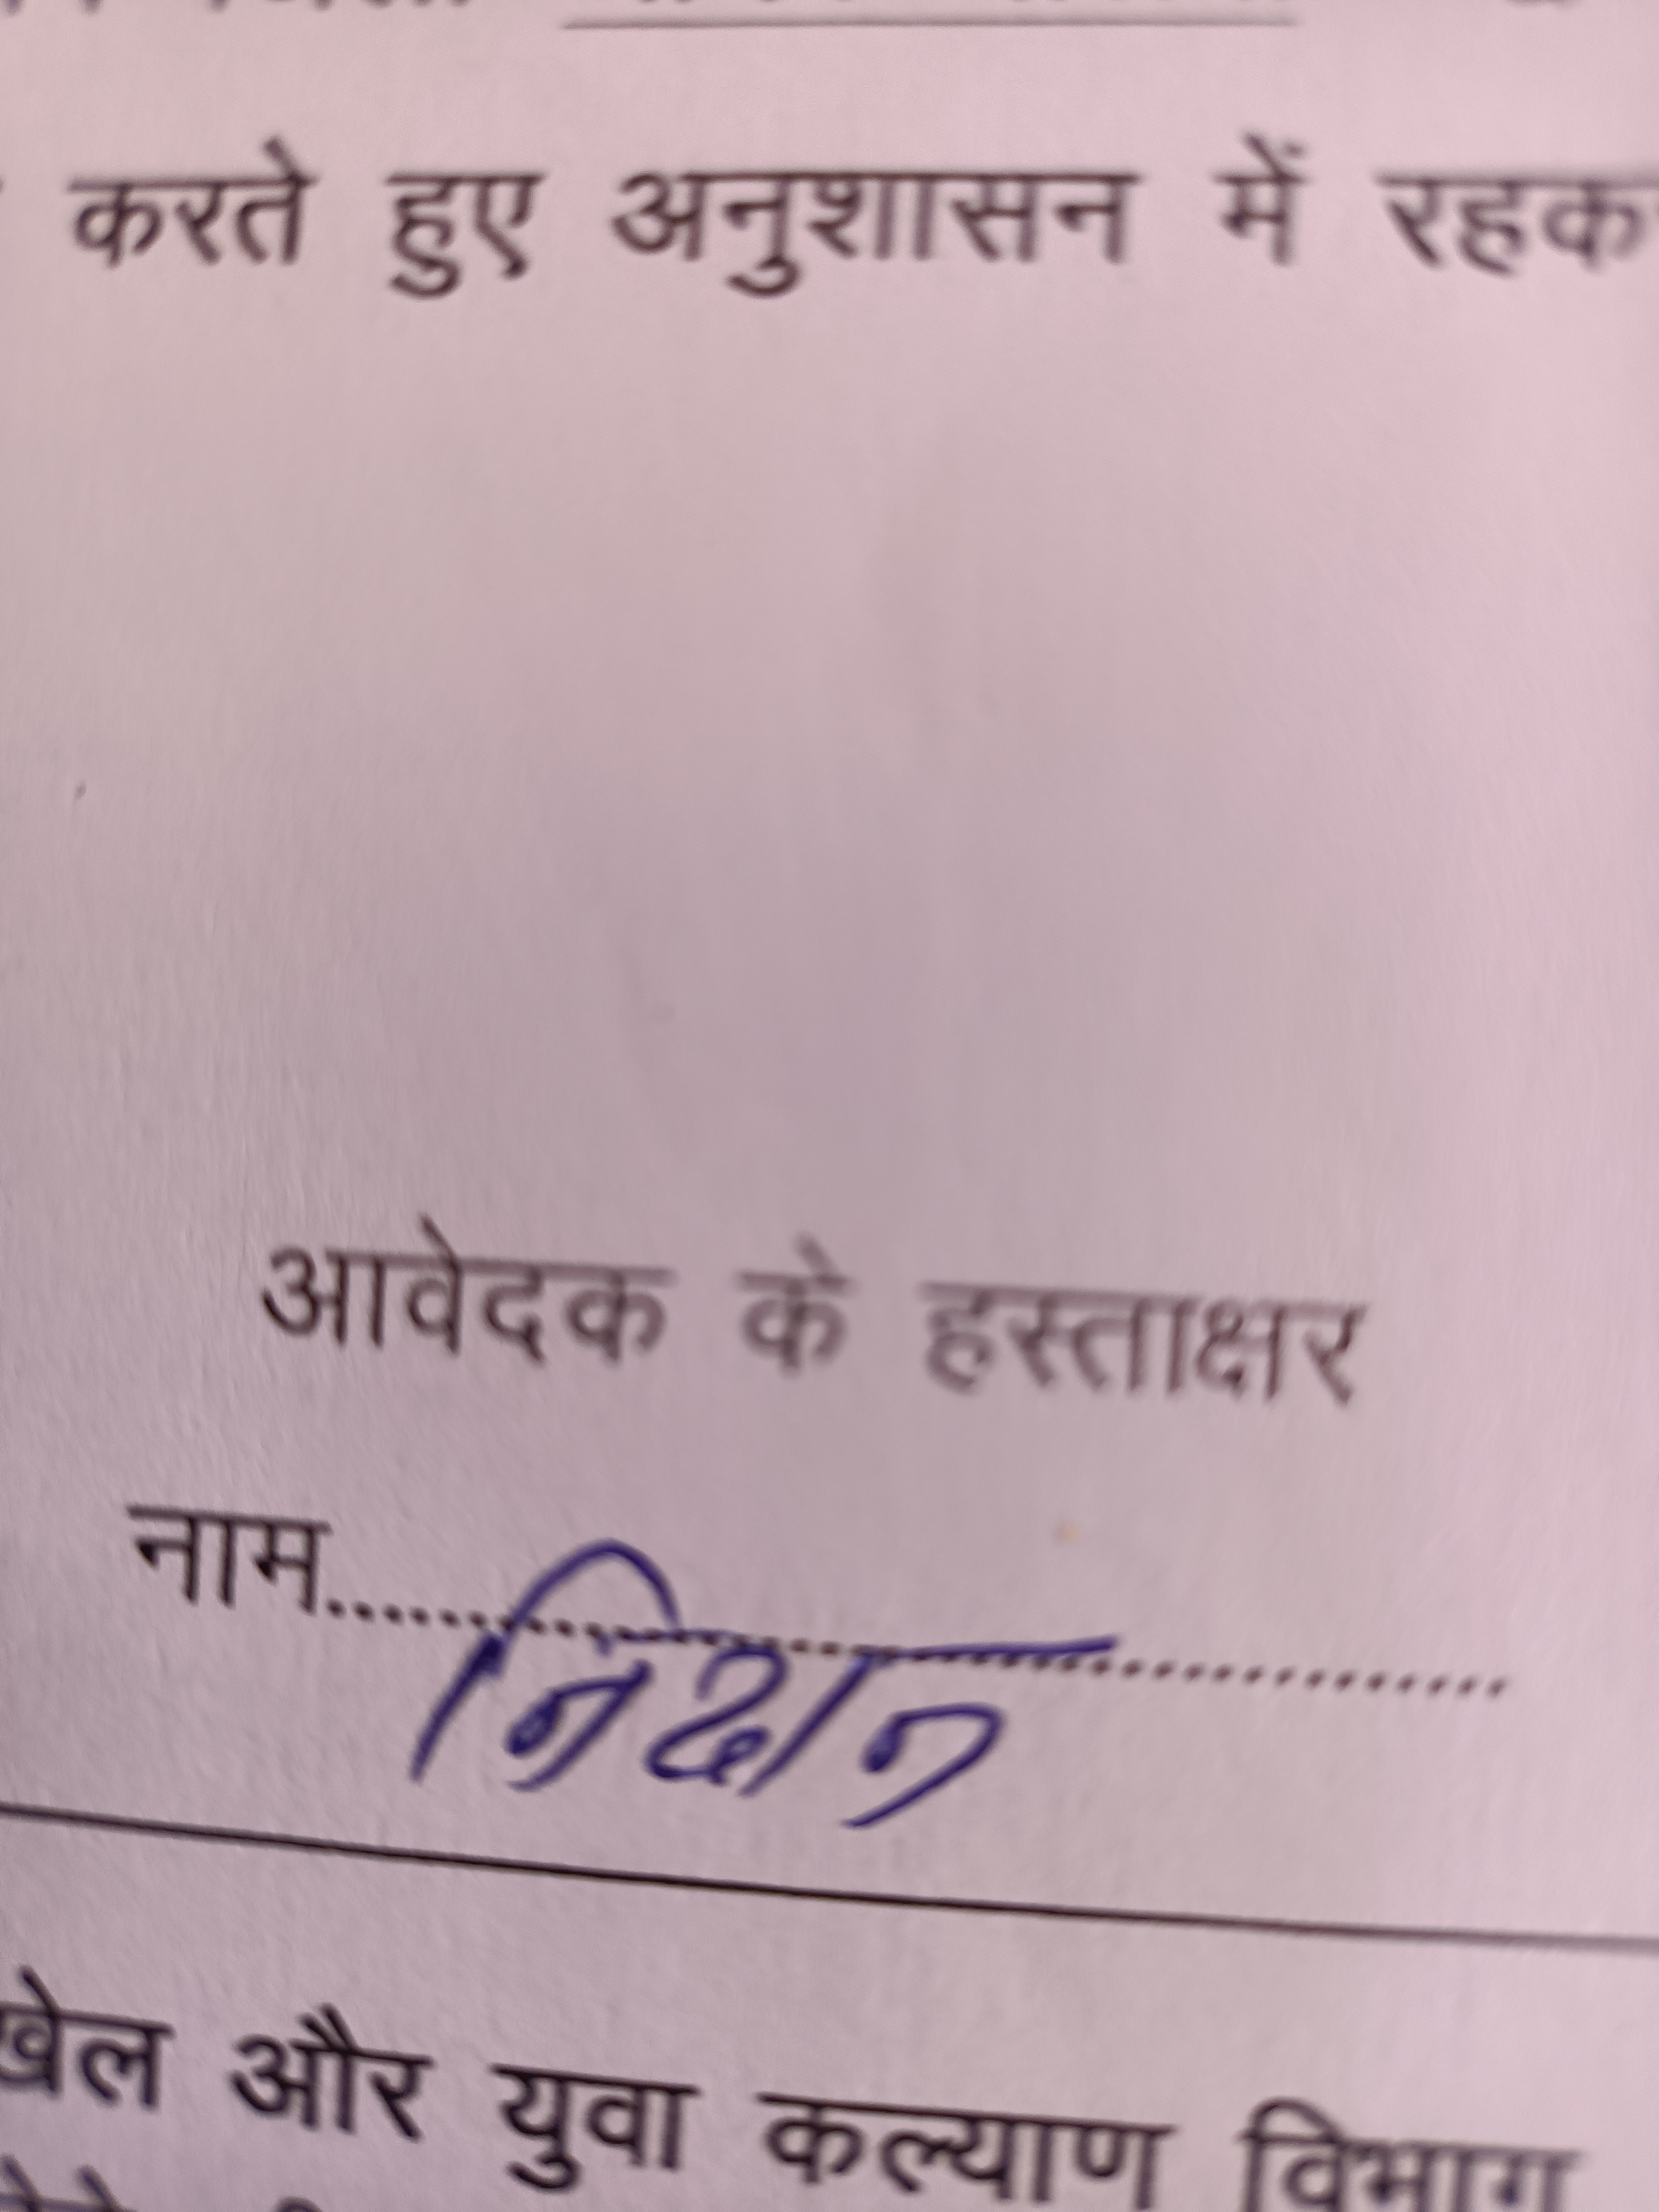 करते हुए अनुशासन में रहक
आवेदक के हस्ताक्षर
नाम..............................
खेल और युवा कल्याण विभाग